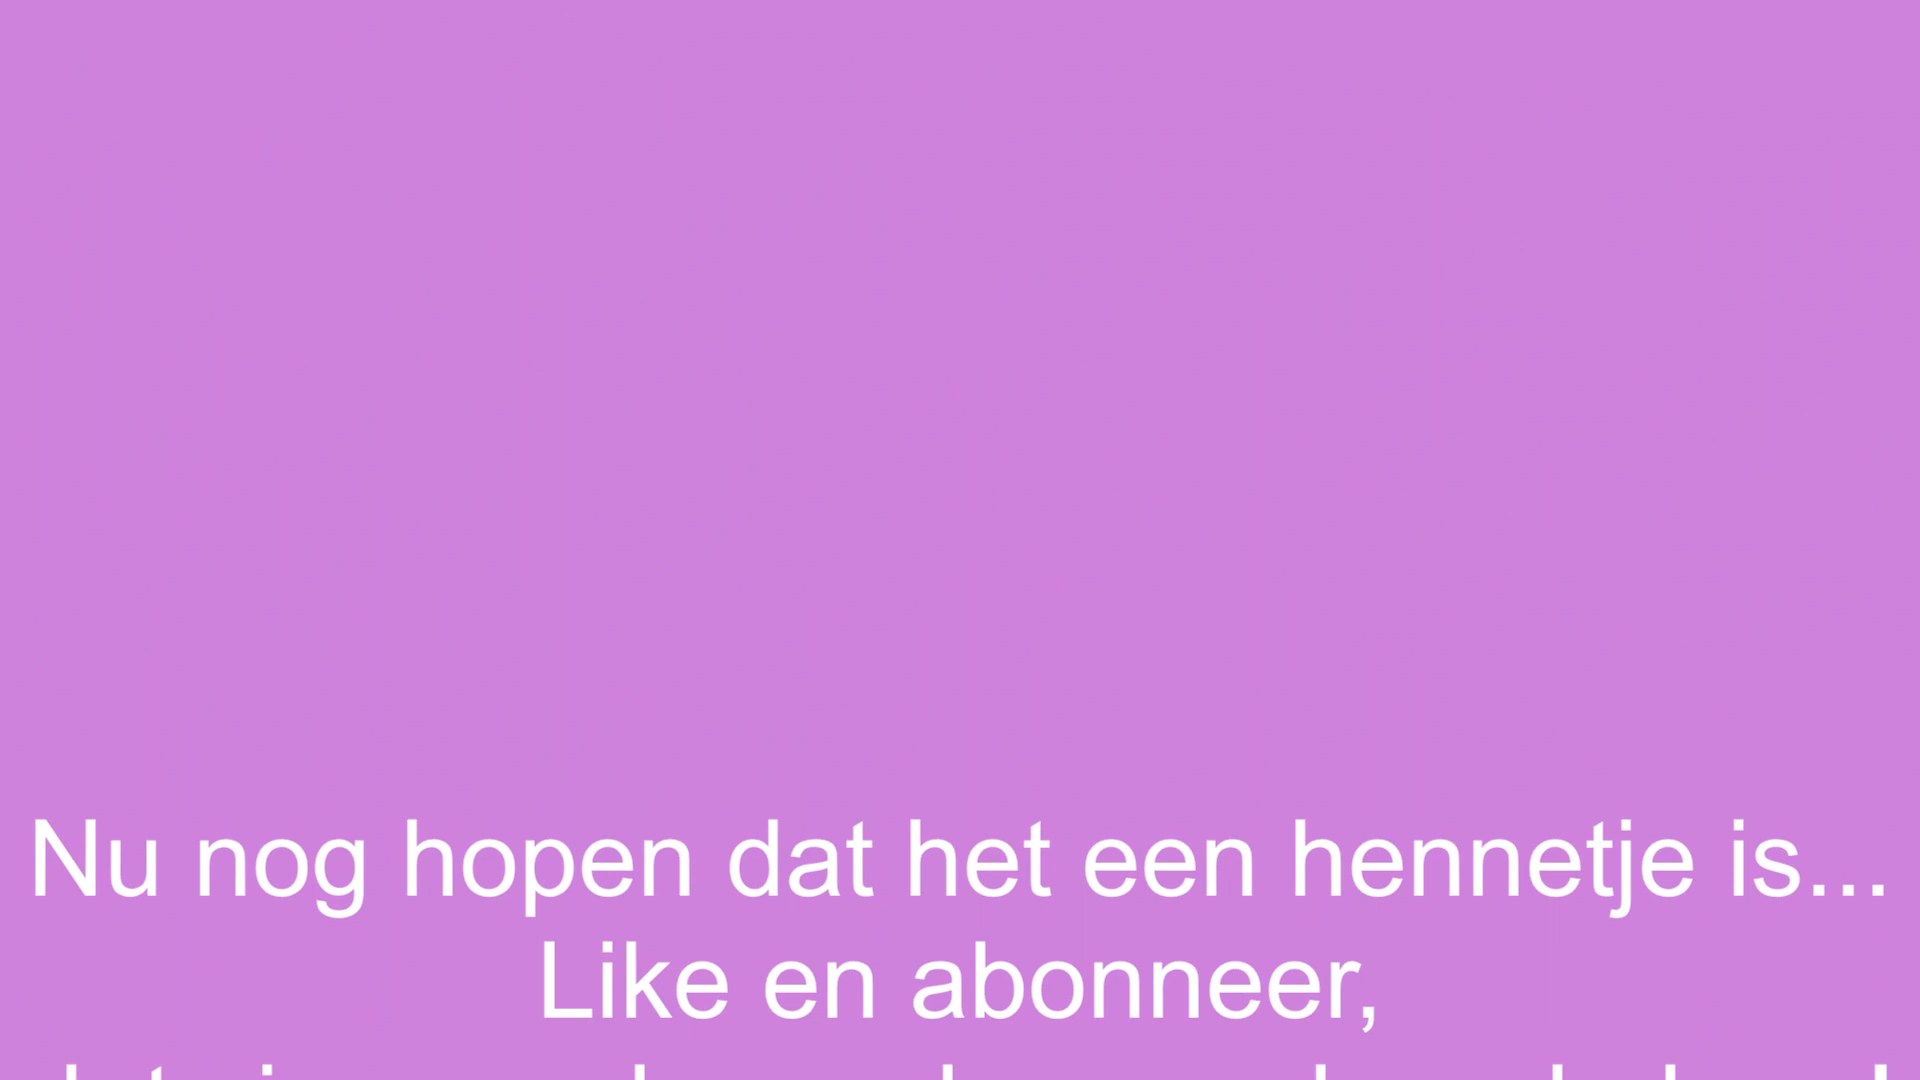 Nu nog hopen dat het een hennetje is...
Like en abonneer,